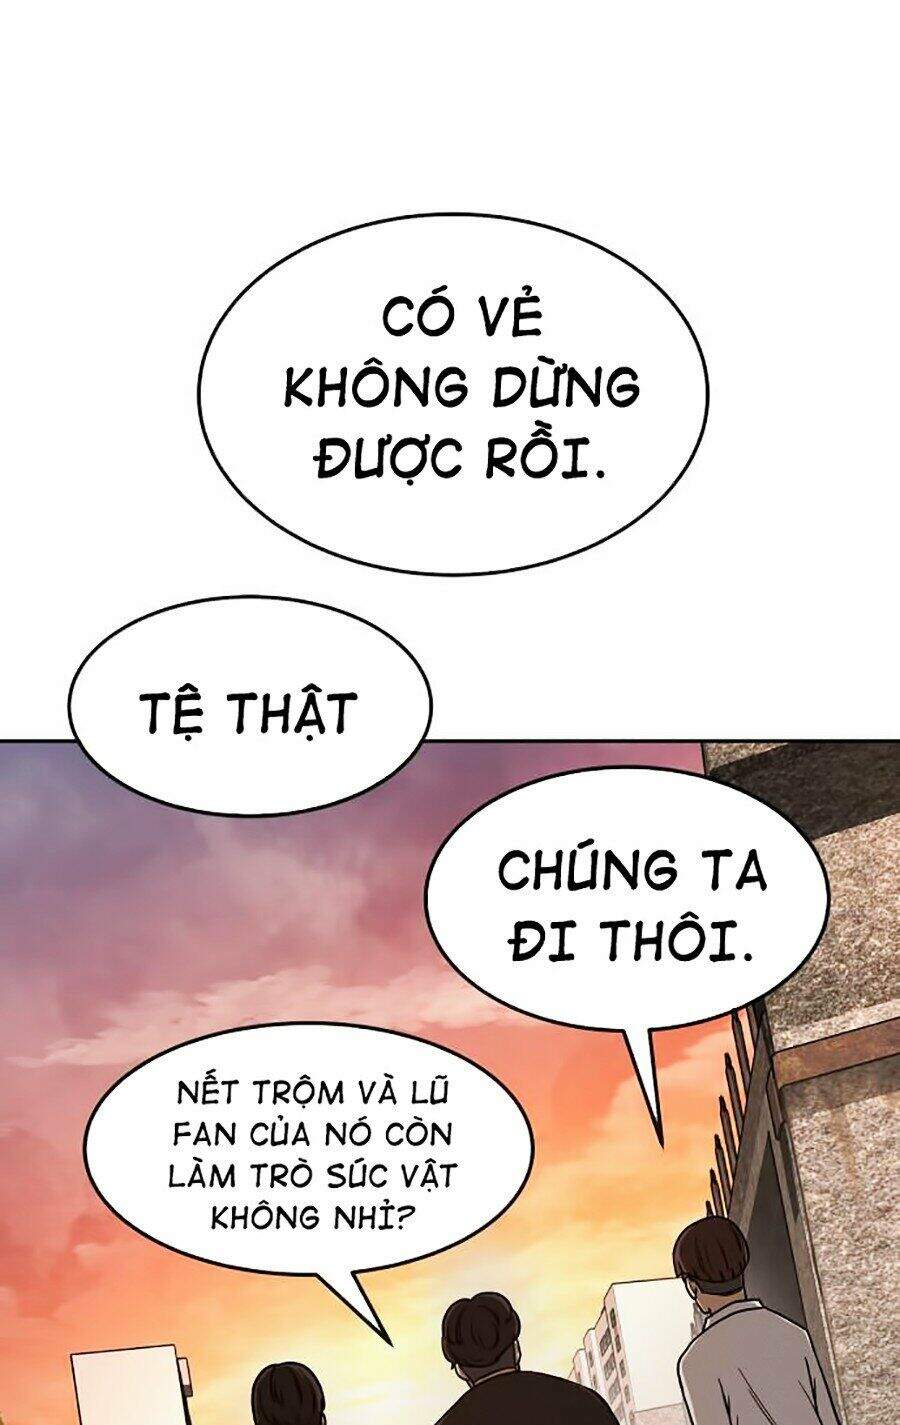 CÓ VẺ
KHÔNG DỪNG
ĐƯỢC RỒI.
TỆ THẬT
CHÚNG TA
ĐI THÔI.
NẾT TRỘM VÀ LŨ
FAN CỦA NÓ CÒN
LÀM TRÒ SÚC VẬT
KHÔNG NHỈ?